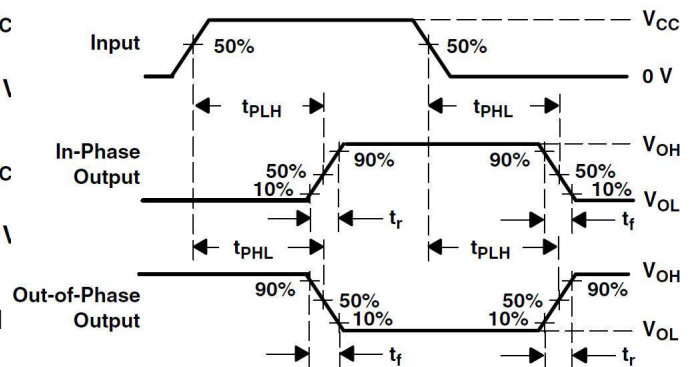 VCC
Input
50%
50%
0 V
tPLH
tPHL
VOH
In-Phase
Output
90%
90%
50%
50%
10%
10%
VOL
tr
tf
tPHL
tPLH
VOH
Out-of-Phase
Output
90%
90%
50%
50%
10%
10%
VOL
tf
tr